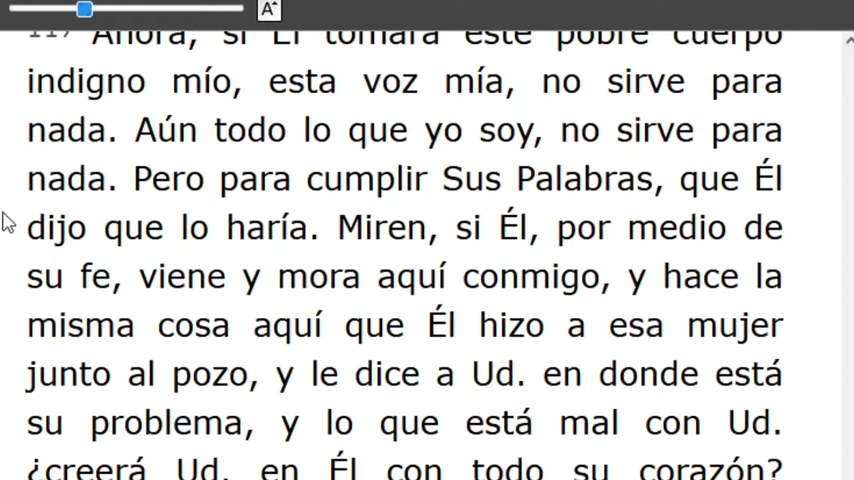 A
117 Ahora, si Él tomara este pobre cuerpo
indigno mío, esta voz mía, no sirve para
nada. Aún todo lo que yo soy, no sirve para
nada. Pero para cumplir Sus Palabras, que Él
dijo que lo haría. Miren, si Él, por medio de
su fe, viene y mora aquí conmigo, y hace la
misma cosa aquí que Él hizo a esa mujer
junto al pozo, y le dice a Ud. en donde está
su problema, y lo que está mal con Ud.
¿creerá Ud. en Él con todo su corazón?